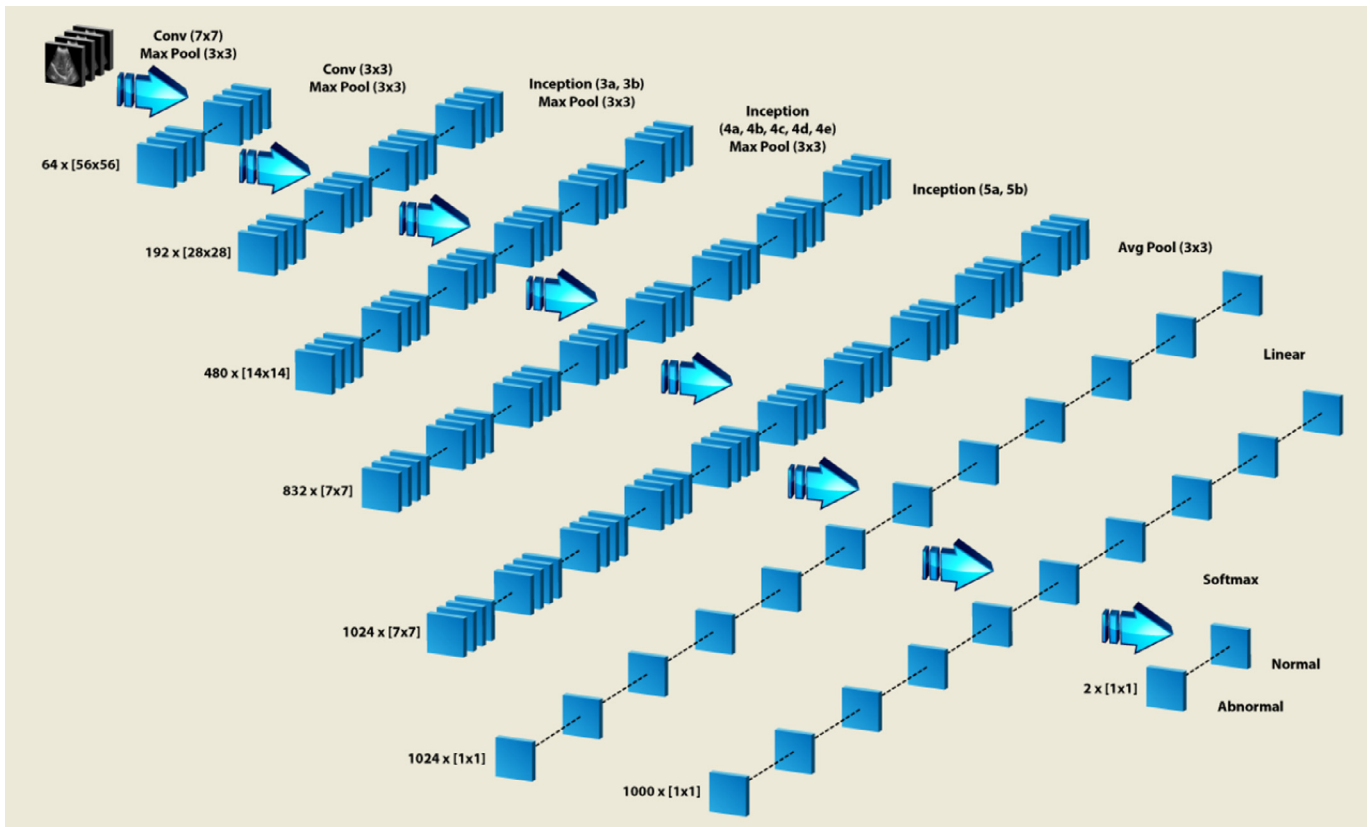 Conv (7x7)
Max Pool (3x3)
64 x [56x56]
Conv (3x3)
Max Pool (3x3)
192 x [28x28]
Inception (3a, 3b)
Max Pool (3x3)
480 x [14x14]
Inception
(4a, 4b, 4c, 4d, 4e)
Max Pool (3x3)
832 x [7x7]
Inception (5a, 5b)
1024 x [7x7]
Avg Pool (3x3)
1024 x [1x1]
Linear
1000 x [1x1]
Softmax
2 x [1x1]
Normal
Abnormal